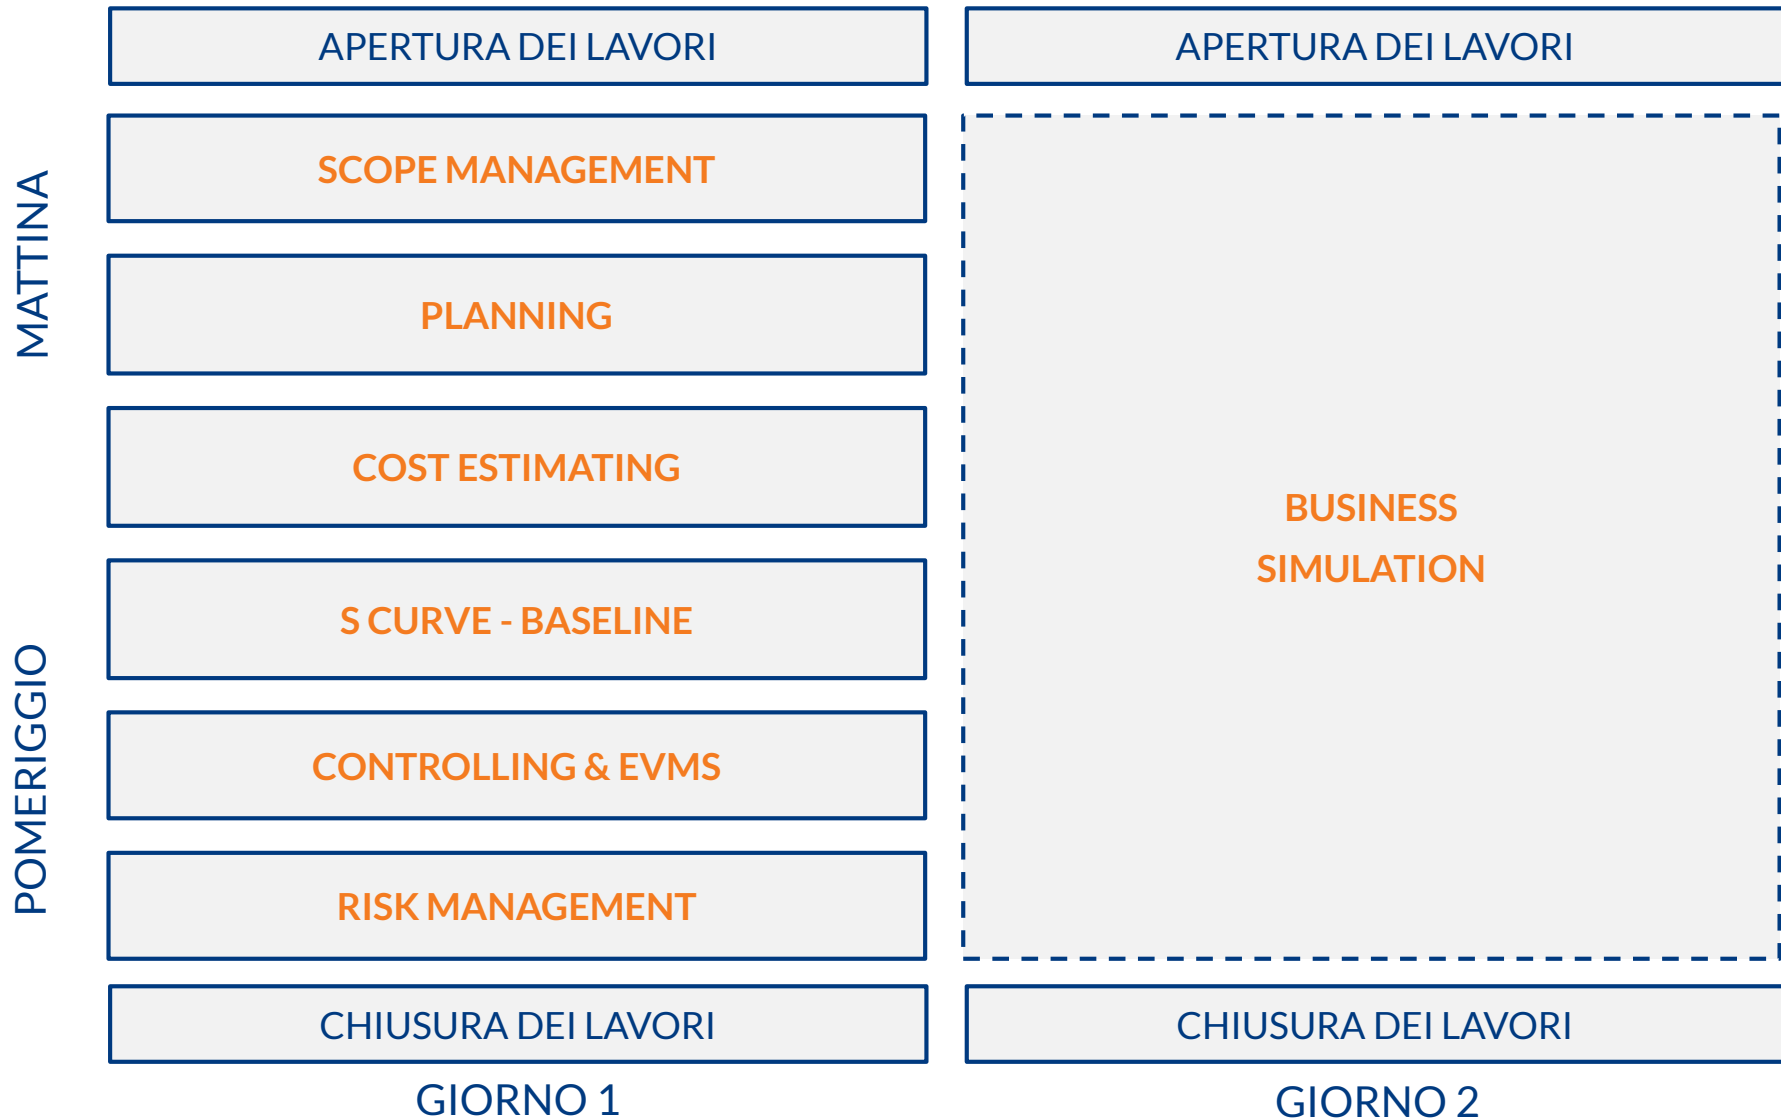 APERTURA DEI LAVORI
APERTURA DEI LAVORI
MATTINA
SCOPE MANAGEMENT
PLANNING
COST ESTIMATING
BUSINESS
SIMULATION
POMERIGGIO
S CURVE - BASELINE
CONTROLLING & EVMS
RISK MANAGEMENT
CHIUSURA DEI LAVORI
CHIUSURA DEI LAVORI
GIORNO 1
GIORNO 2